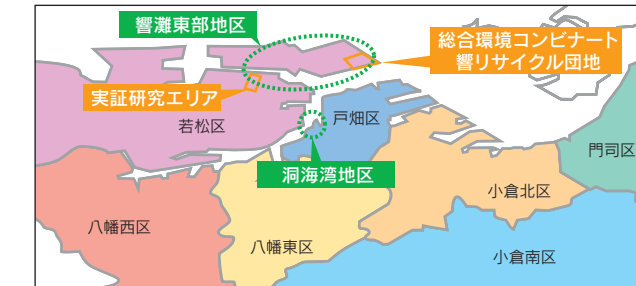 響灘東部地区
総合環境コンビナート
響リサイクル団地
実証研究エリア
若松区
戸畑区
門司区
洞海湾地区
小倉北区
八幡西区
八幡東区
小倉南区